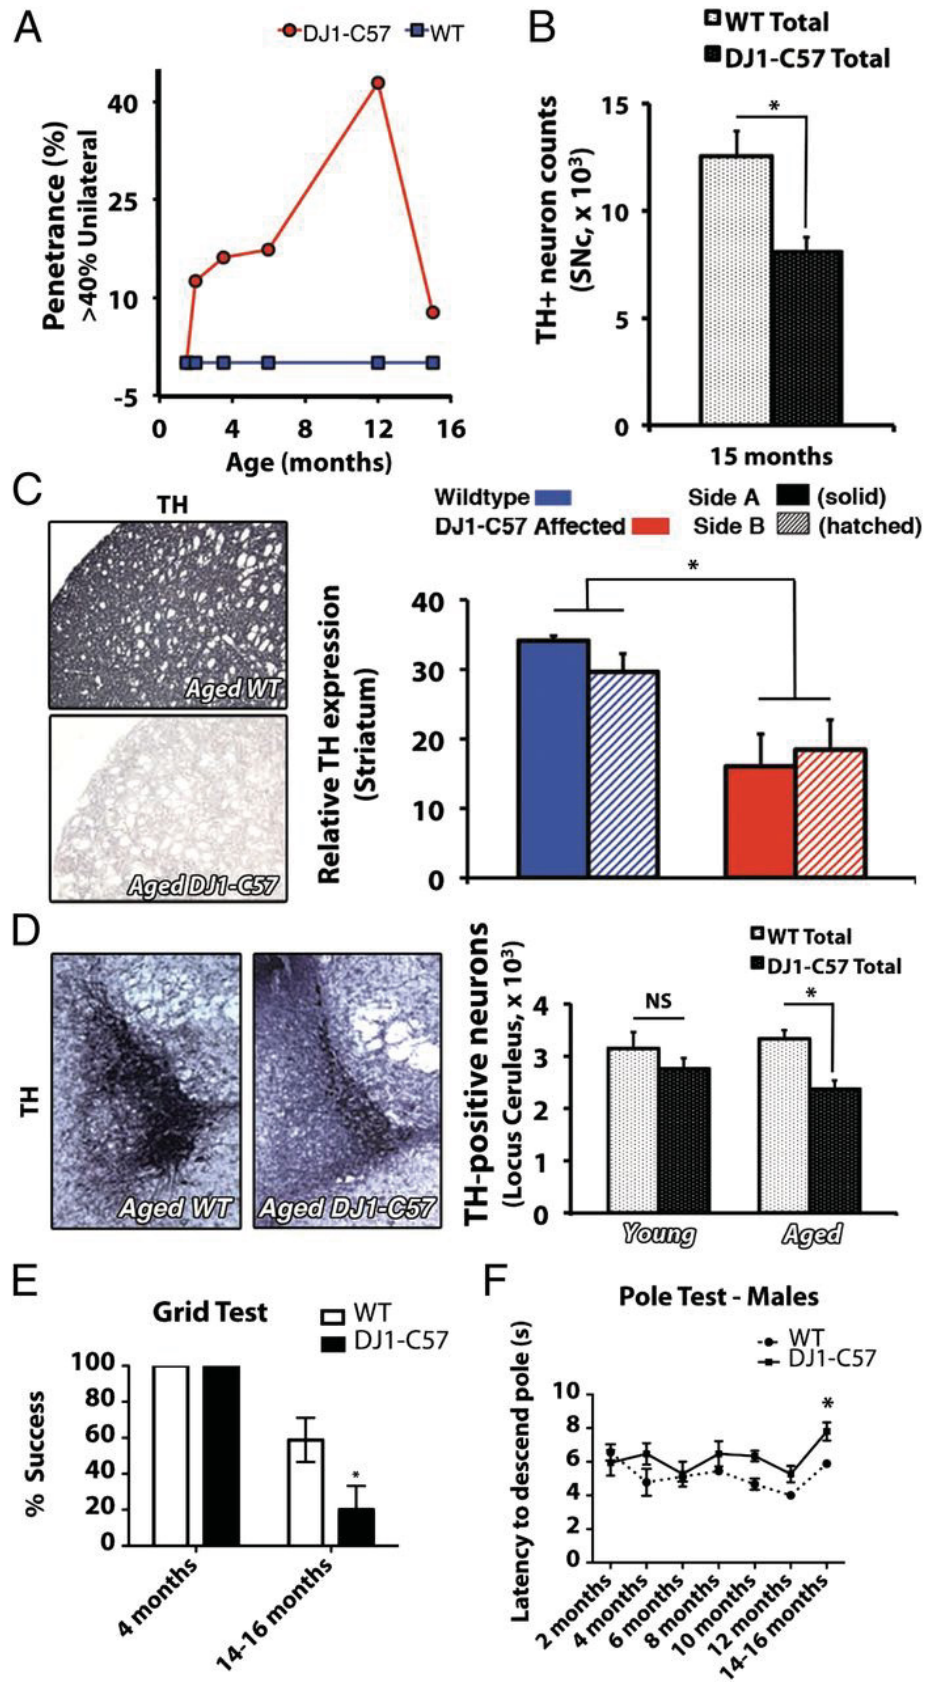 A
DJ1-C57 WT
Penetrance (%)
>40% Unilateral
40
25
10
-5
0 4 8 12 16
Age (months)
B
WT Total
DJ1-C57 Total
TH+ neuron counts
(SNc, x 10³)
15
10
5
0
*
15 months
C
TH
Aged WT
Aged DJ1-C57
Wildtype Side A (solid)
DJ1-C57 Affected Side B (hatched)
Relative TH expression
(Striatum)
40
30
20
10
0
*
D
TH
Aged WT
Aged DJ1-C57
WT Total
DJ1-C57 Total
TH-positive neurons
(Locus Ceruleus, x 10³)
4
3
2
1
0
NS *
Young Aged
E
Grid Test
WT
DJ1-C57
% Success
100
80
60
40
20
0
*
4 months
14-16 months
F
Pole Test - Males
WT
DJ1-C57
Latency to descend pole (s)
10
8
6
4
2
0
*
2 months
4 months
6 months
8 months
10 months
12 months
14-16 months